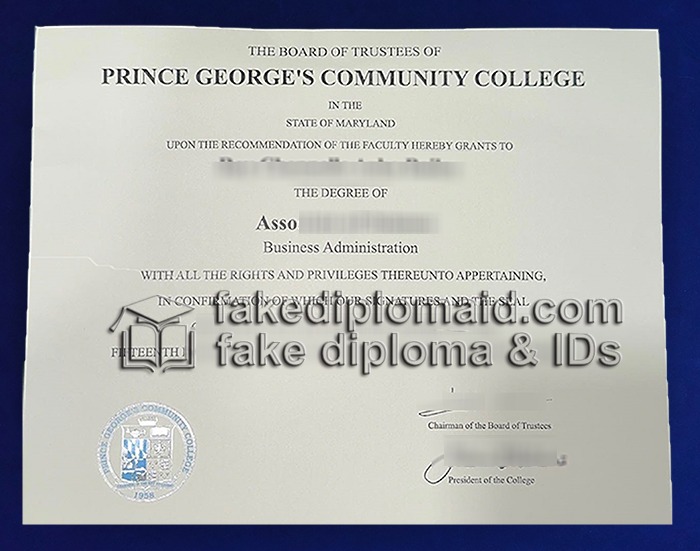 THE BOARD OF TRUSTEES OF
PRINCE GEORGE'S COMMUNITY COLLEGE
IN THE
STATE OF MARYLAND
UPON THE RECOMMENDATION OF THE FACULTY HEREBY GRANTS TO
THE DEGREE OF
Asso
Business Administration
WITH ALL THE RIGHTS AND PRIVILEGES THEREUNTO APPERTAINING,
IN CONFIRMATION OF WHICH OUR SIGNATURES AND THE SEAL
fakediplomaid.com
fake diploma & IDs
FIFTEENTH
Chairman of the Board of Trustees
President of the College
PRINCE GEORGE'S COMMUNITY COLLEGE
1958